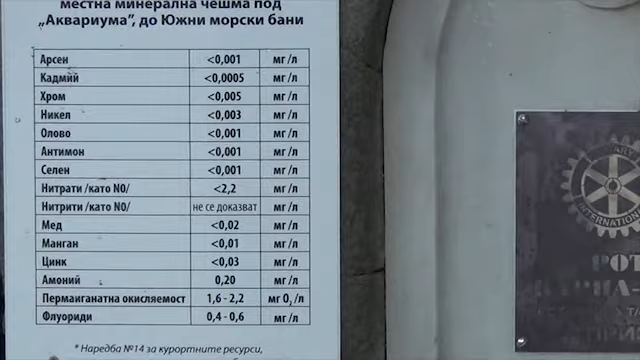 местна минерална чешма под
„Аквариума”, до Южни морски бани
Арсен <0,001 мг/л
Кадмий <0,0005 мг/л
Хром <0,005 мг/л
Никел <0,003 мг/л
Олово <0,001 мг/л
Антимон <0,001 мг/л
Селен <0,001 мг/л
Нитрати /като N0/ <2,2 мг/л
Нитрити /като N0/ не се доказват мг/л
Мед <0,02 мг/л
Манган <0,01 мг/л
Цинк <0,03 мг/л
Амоний 0,20 мг/л
Перманганатна окисляемост 1,6 - 2,2 мг O₂ /л
Флуориди 0,4 - 0,6 мг/л
* Наредба №14 за курортните ресурси,
ROTARY
INTERNATIONAL
РОТ